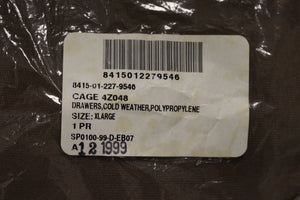 8415012279546
8415-01-227-9546
CAGE 4Z048
DRAWERS,COLD WEATHER,POLYPROPYLENE
SIZE: XLARGE
1 PR
SP0100-99-D-EB07
A 12 1999